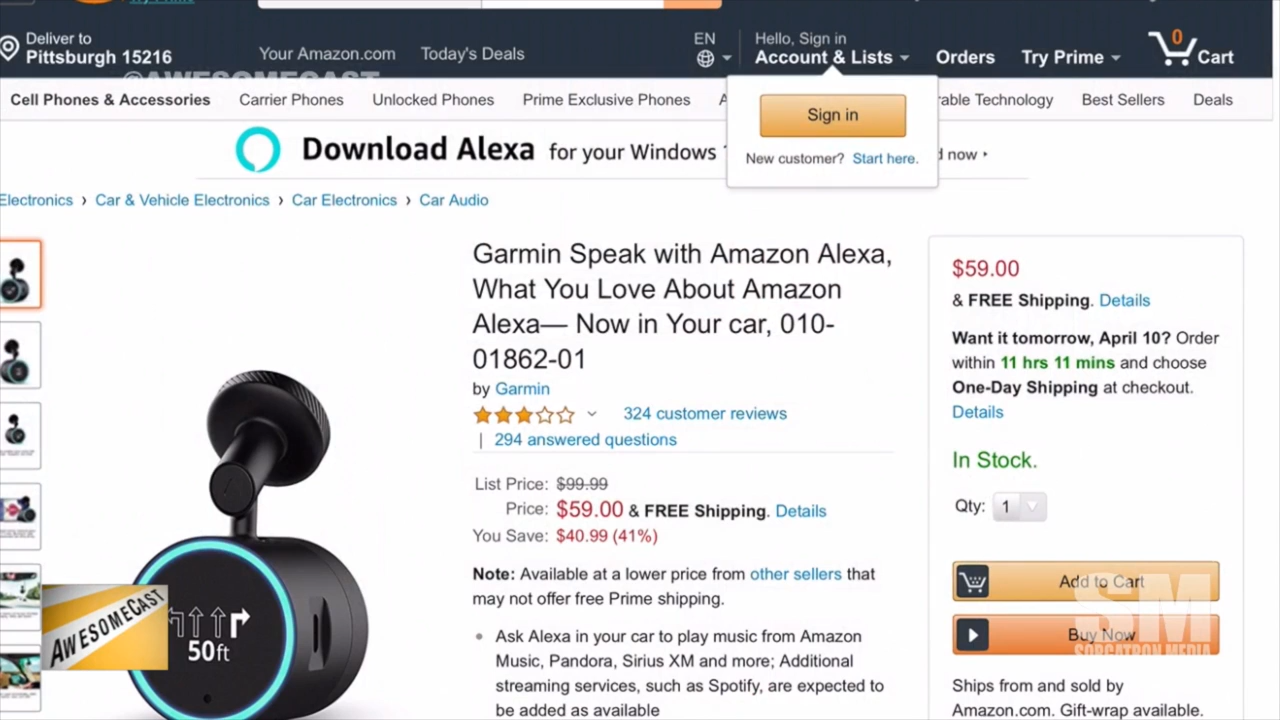 Try Prime
Deliver to
Pittsburgh 15216
@AWESOMECAST
Your Amazon.com
Today's Deals
EN
Hello, Sign in
Account & Lists
Orders
Try Prime
0
Cart
Cell Phones & Accessories
Carrier Phones
Unlocked Phones
Prime Exclusive Phones
A
rable Technology
Best Sellers
Deals
Sign in
New customer? Start here.
Download Alexa for your Windows
d now
Electronics › Car & Vehicle Electronics › Car Electronics › Car Audio
Garmin Speak with Amazon Alexa,
What You Love About Amazon
Alexa— Now in Your car, 010-
01862-01
by Garmin
324 customer reviews
| 294 answered questions
List Price: $99.99
Price: $59.00 & FREE Shipping. Details
You Save: $40.99 (41%)
Note: Available at a lower price from other sellers that
may not offer free Prime shipping.
Ask Alexa in your car to play music from Amazon
Music, Pandora, Sirius XM and more; Additional
streaming services, such as Spotify, are expected to
be added as available
$59.00
& FREE Shipping. Details
Want it tomorrow, April 10? Order
within 11 hrs 11 mins and choose
One-Day Shipping at checkout.
Details
In Stock.
Qty: 1
Add to Cart
Buy Now
Ships from and sold by
Amazon.com. Gift-wrap available.
50ft
AWESOMECAST
SM
SORGATRON MEDIA